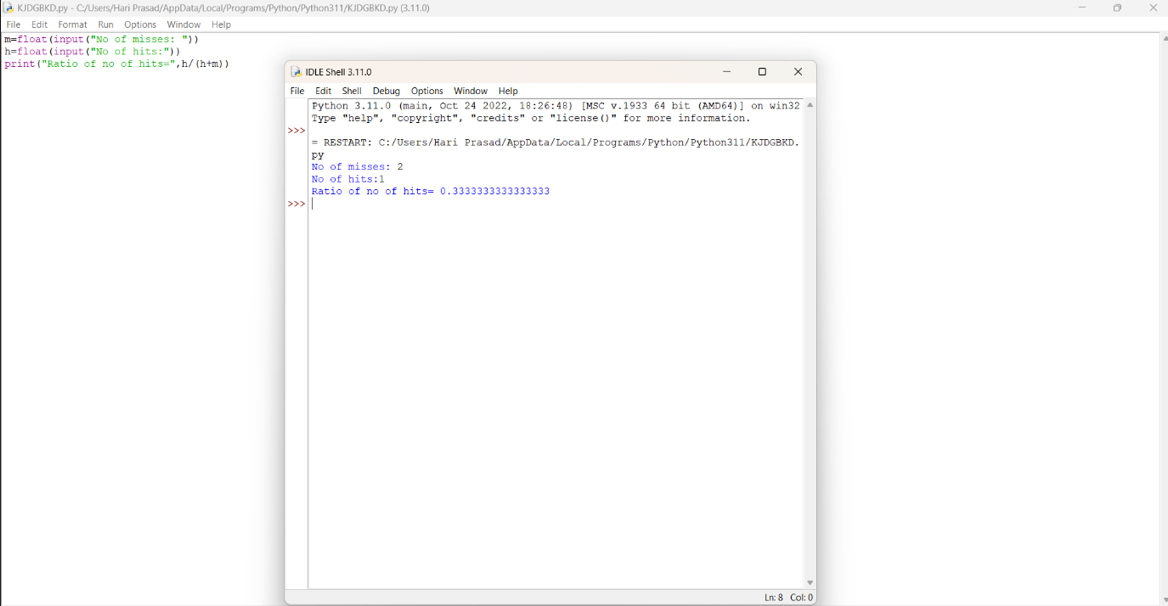 KJDGBKD.py - C:/Users/Hari Prasad/AppData/Local/Programs/Python/Python311/KJDGBKD.py (3.11.0)
File Edit Format Run Options Window Help
m=float(input("No of misses: "))
h=float(input("No of hits:"))
print("Ratio of no of hits=",h/(h+m))
IDLE Shell 3.11.0
File Edit Shell Debug Options Window Help
Python 3.11.0 (main, Oct 24 2022, 18:26:48) [MSC v.1933 64 bit (AMD64)] on win32
Type "help", "copyright", "credits" or "license()" for more information.
>>>
= RESTART: C:/Users/Hari Prasad/AppData/Local/Programs/Python/Python311/KJDGBKD.
py
No of misses: 2
No of hits:1
Ratio of no of hits= 0.3333333333333333
>>>
Ln: 8 Col: 0